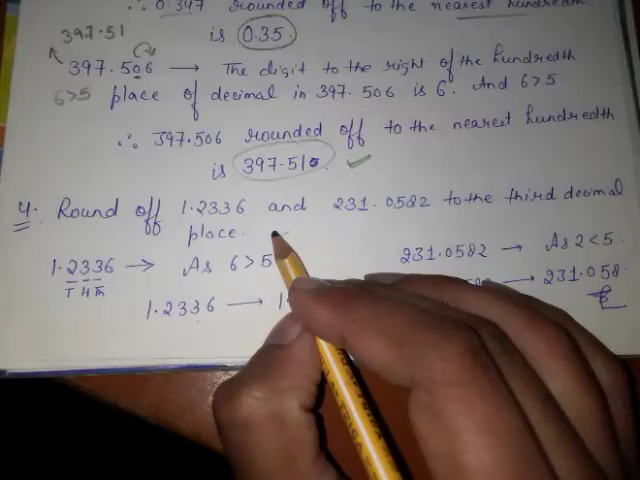 ∴ 0.347 rounded off to the nearest hundredth
is 0.35.
397.51
397.506 → The digit to the right of the hundredth
6>5 place of decimal in 397.506 is 6. And 6>5
∴ 397.506 rounded off to the nearest hundredth
is 397.51
4. Round off 1.2336 and 231.0582 to the third decimal
place.
1.2336 → As 6>5
T H Th
1.2336 → 1.
231.0582 → As 2<5.
→ 231.058.